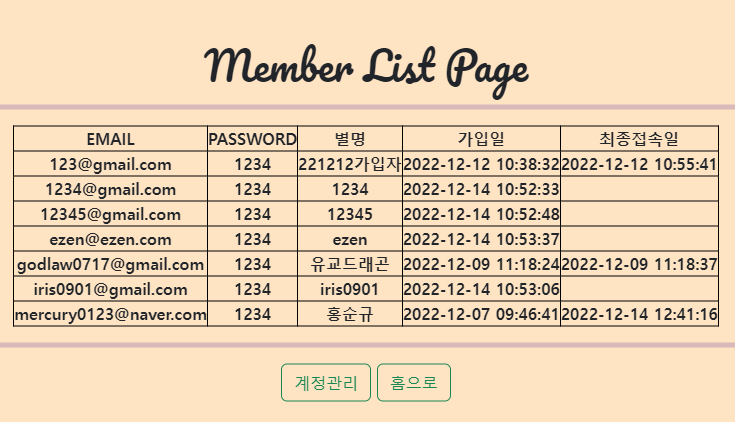 Member List Page
EMAIL PASSWORD 별명 가입일 최종접속일
123@gmail.com 1234 221212가입자 2022-12-12 10:38:32 2022-12-12 10:55:41
1234@gmail.com 1234 1234 2022-12-14 10:52:33
12345@gmail.com 1234 12345 2022-12-14 10:52:48
ezen@ezen.com 1234 ezen 2022-12-14 10:53:37
godlaw0717@gmail.com 1234 유교드래곤 2022-12-09 11:18:24 2022-12-09 11:18:37
iris0901@gmail.com 1234 iris0901 2022-12-14 10:53:06
mercury0123@naver.com 1234 홍순규 2022-12-07 09:46:41 2022-12-14 12:41:16
계정관리 홈으로